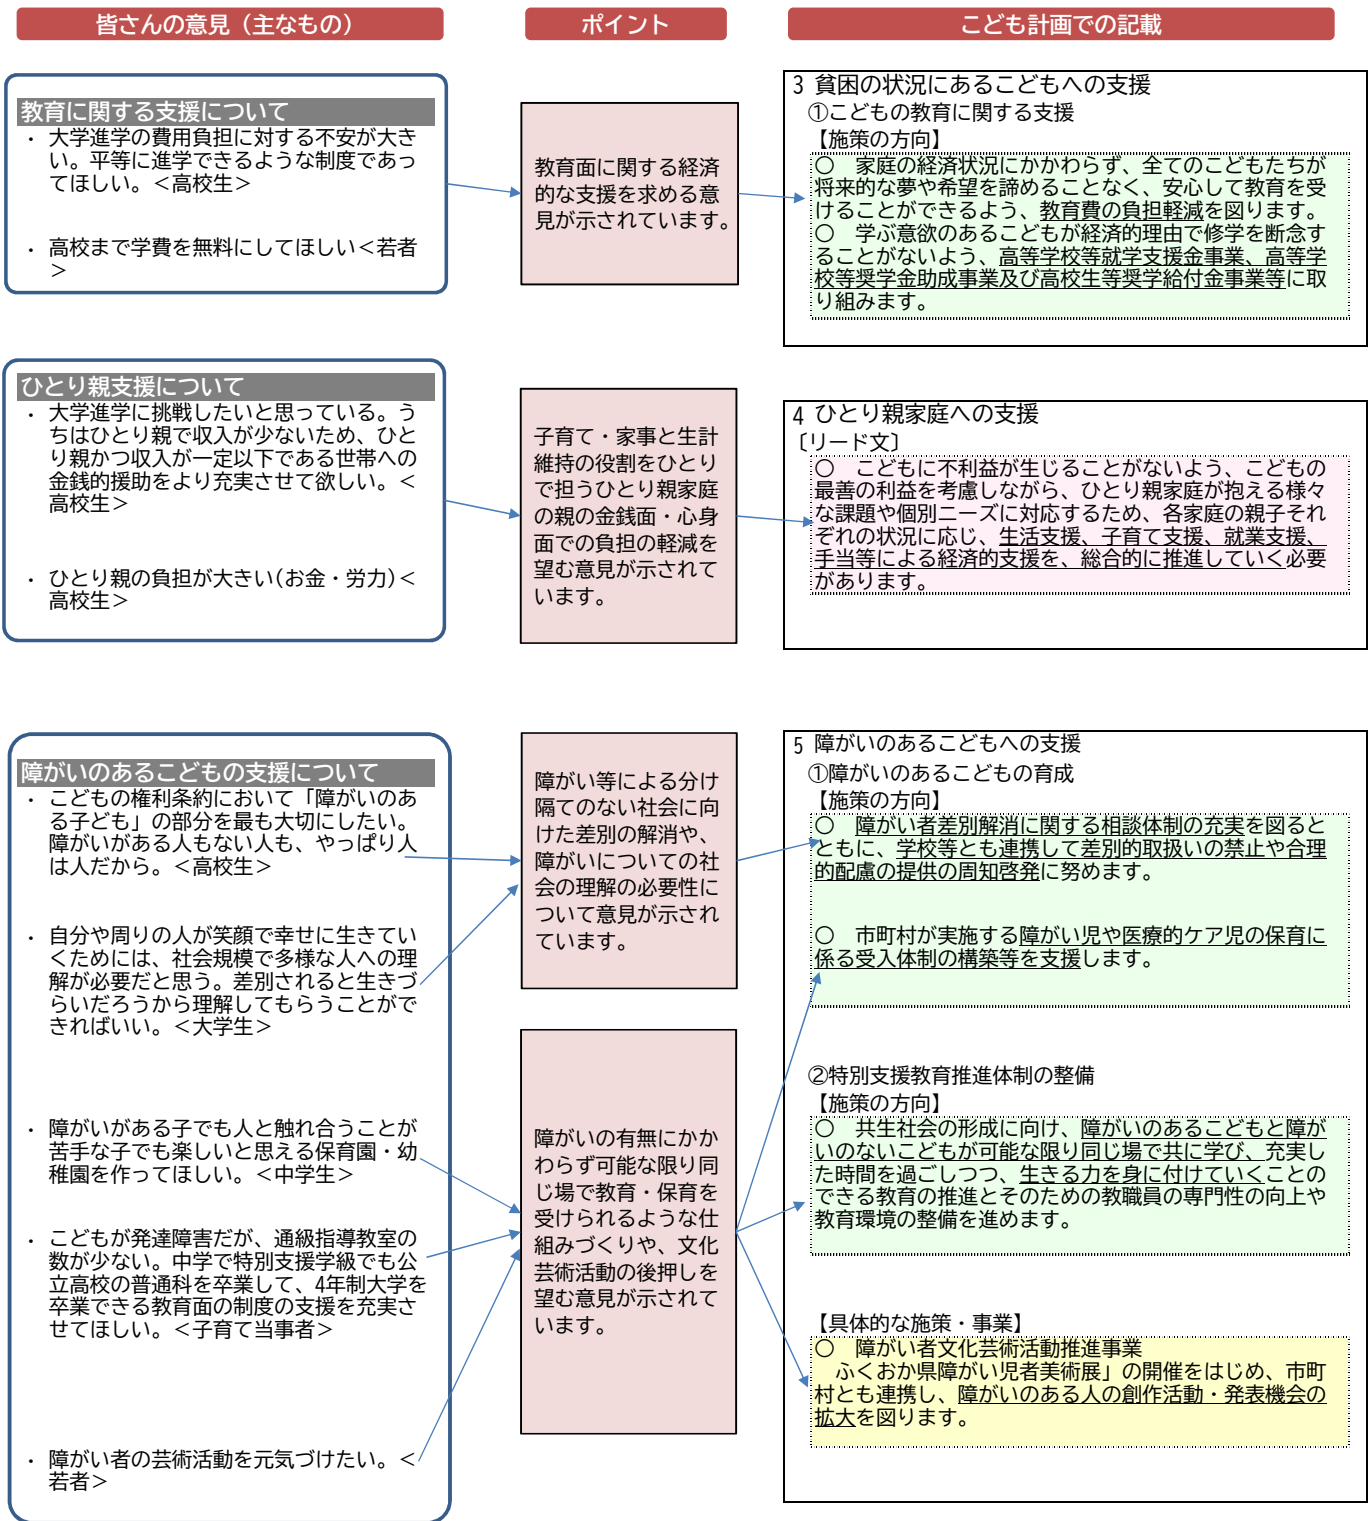 皆さんの意見（主なもの）
ポイント
こども計画での記載
教育に関する支援について
・ 大学進学の費用負担に対する不安が大き
い。平等に進学できるような制度であっ
てほしい。＜高校生＞
・ 高校まで学費を無料にしてほしい＜若者
＞
教育面に関する経済
的な支援を求める意
見が示されています。
3 貧困の状況にあるこどもへの支援
①こどもの教育に関する支援
【施策の方向】
〇　家庭の経済状況にかかわらず、全てのこどもたちが
将来的な夢や希望を諦めることなく、安心して教育を受
けることができるよう、教育費の負担軽減を図ります。
〇　学ぶ意欲のあるこどもが経済的理由で修学を断念す
ることがないよう、高等学校等就学支援金事業、高等学
校等奨学金助成事業及び高校生等奨学給付金事業等に取
り組みます。
ひとり親支援について
・ 大学進学に挑戦したいと思っている。う
ちはひとり親で収入が少ないため、ひと
り親かつ収入が一定以下である世帯への
金銭的援助をより充実させて欲しい。＜
高校生＞
・ ひとり親の負担が大きい(お金・労力)＜
高校生＞
子育て・家事と生計
維持の役割をひとり
で担うひとり親家庭
の親の金銭面・心身
面での負担の軽減を
望む意見が示されて
います。
4 ひとり親家庭への支援
〔リード文〕
〇　こどもに不利益が生じることがないよう、こどもの
最善の利益を考慮しながら、ひとり親家庭が抱える様々
な課題や個別ニーズに対応するため、各家庭の親子それ
ぞれの状況に応じ、生活支援、子育て支援、就業支援、
手当等による経済的支援を、総合的に推進していく必要
があります。
障がいのあるこどもの支援について
・ こどもの権利条約において「障がいのあ
る子ども」の部分を最も大切にしたい。
障がいがある人もない人も、やっぱり人
は人だから。＜高校生＞
・ 自分や周りの人が笑顔で幸せに生きてい
くためには、社会規模で多様な人への理
解が必要だと思う。差別されると生きづ
らいだろうから理解してもらうことがで
きればいい。＜大学生＞
・ 障がいがある子でも人と触れ合うことが
苦手な子でも楽しいと思える保育園・幼
稚園を作ってほしい。＜中学生＞
・ こどもが発達障害だが、通級指導教室の
数が少ない。中学で特別支援学級でも公
立高校の普通科を卒業して、4年制大学を
卒業できる教育面の制度の支援を充実さ
せてほしい。＜子育て当事者＞
・ 障がい者の芸術活動を元気づけたい。＜
若者＞
障がい等による分け
隔てのない社会に向
けた差別の解消や、
障がいについての社
会の理解の必要性に
ついて意見が示され
ています。
障がいの有無にかか
わらず可能な限り同
じ場で教育・保育を
受けられるような仕
組みづくりや、文化
芸術活動の後押しを
望む意見が示されて
います。
5 障がいのあるこどもへの支援
①障がいのあるこどもの育成
【施策の方向】
〇　障がい者差別解消に関する相談体制の充実を図ると
ともに、学校等とも連携して差別的取扱いの禁止や合理
的配慮の提供の周知啓発に努めます。
〇　市町村が実施する障がい児や医療的ケア児の保育に
係る受入体制の構築等を支援します。
②特別支援教育推進体制の整備
【施策の方向】
〇　共生社会の形成に向け、障がいのあるこどもと障が
いのないこどもが可能な限り同じ場で共に学び、充実し
た時間を過ごしつつ、生きる力を身に付けていくことの
できる教育の推進とそのための教職員の専門性の向上や
教育環境の整備を進めます。
【具体的な施策・事業】
〇　障がい者文化芸術活動推進事業
ふくおか県障がい児者美術展」の開催をはじめ、市町
村とも連携し、障がいのある人の創作活動・発表機会の
拡大を図ります。